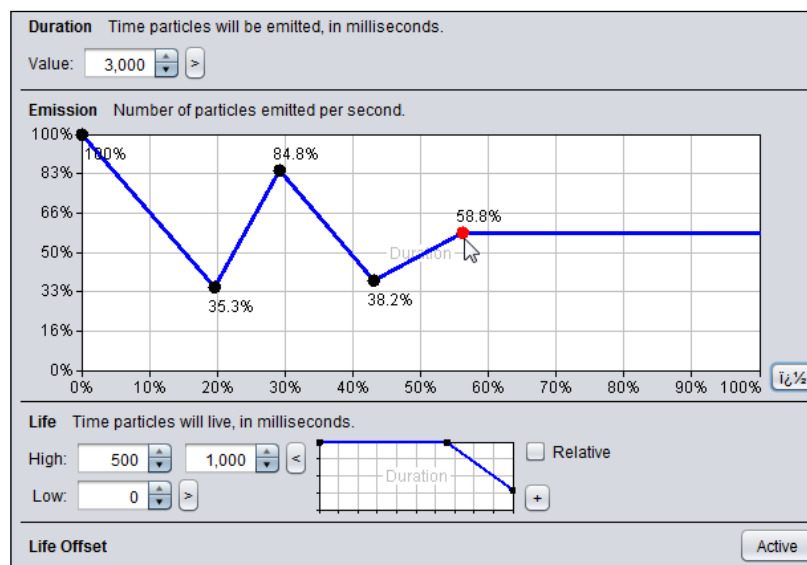 Duration Time particles will be emitted, in milliseconds.
Value: 3,000 >
Emission Number of particles emitted per second.
100%
100%
84.8%
83%
66%
58.8%
50%
Duration
33%
35.3%
38.2%
16%
0%
0% 10% 20% 30% 40% 50% 60% 70% 80% 90% 100%
ï¿½
Life Time particles will live, in milliseconds.
High: 500 1,000 <
Duration
Relative
Low: 0 >
+
Life Offset
Active